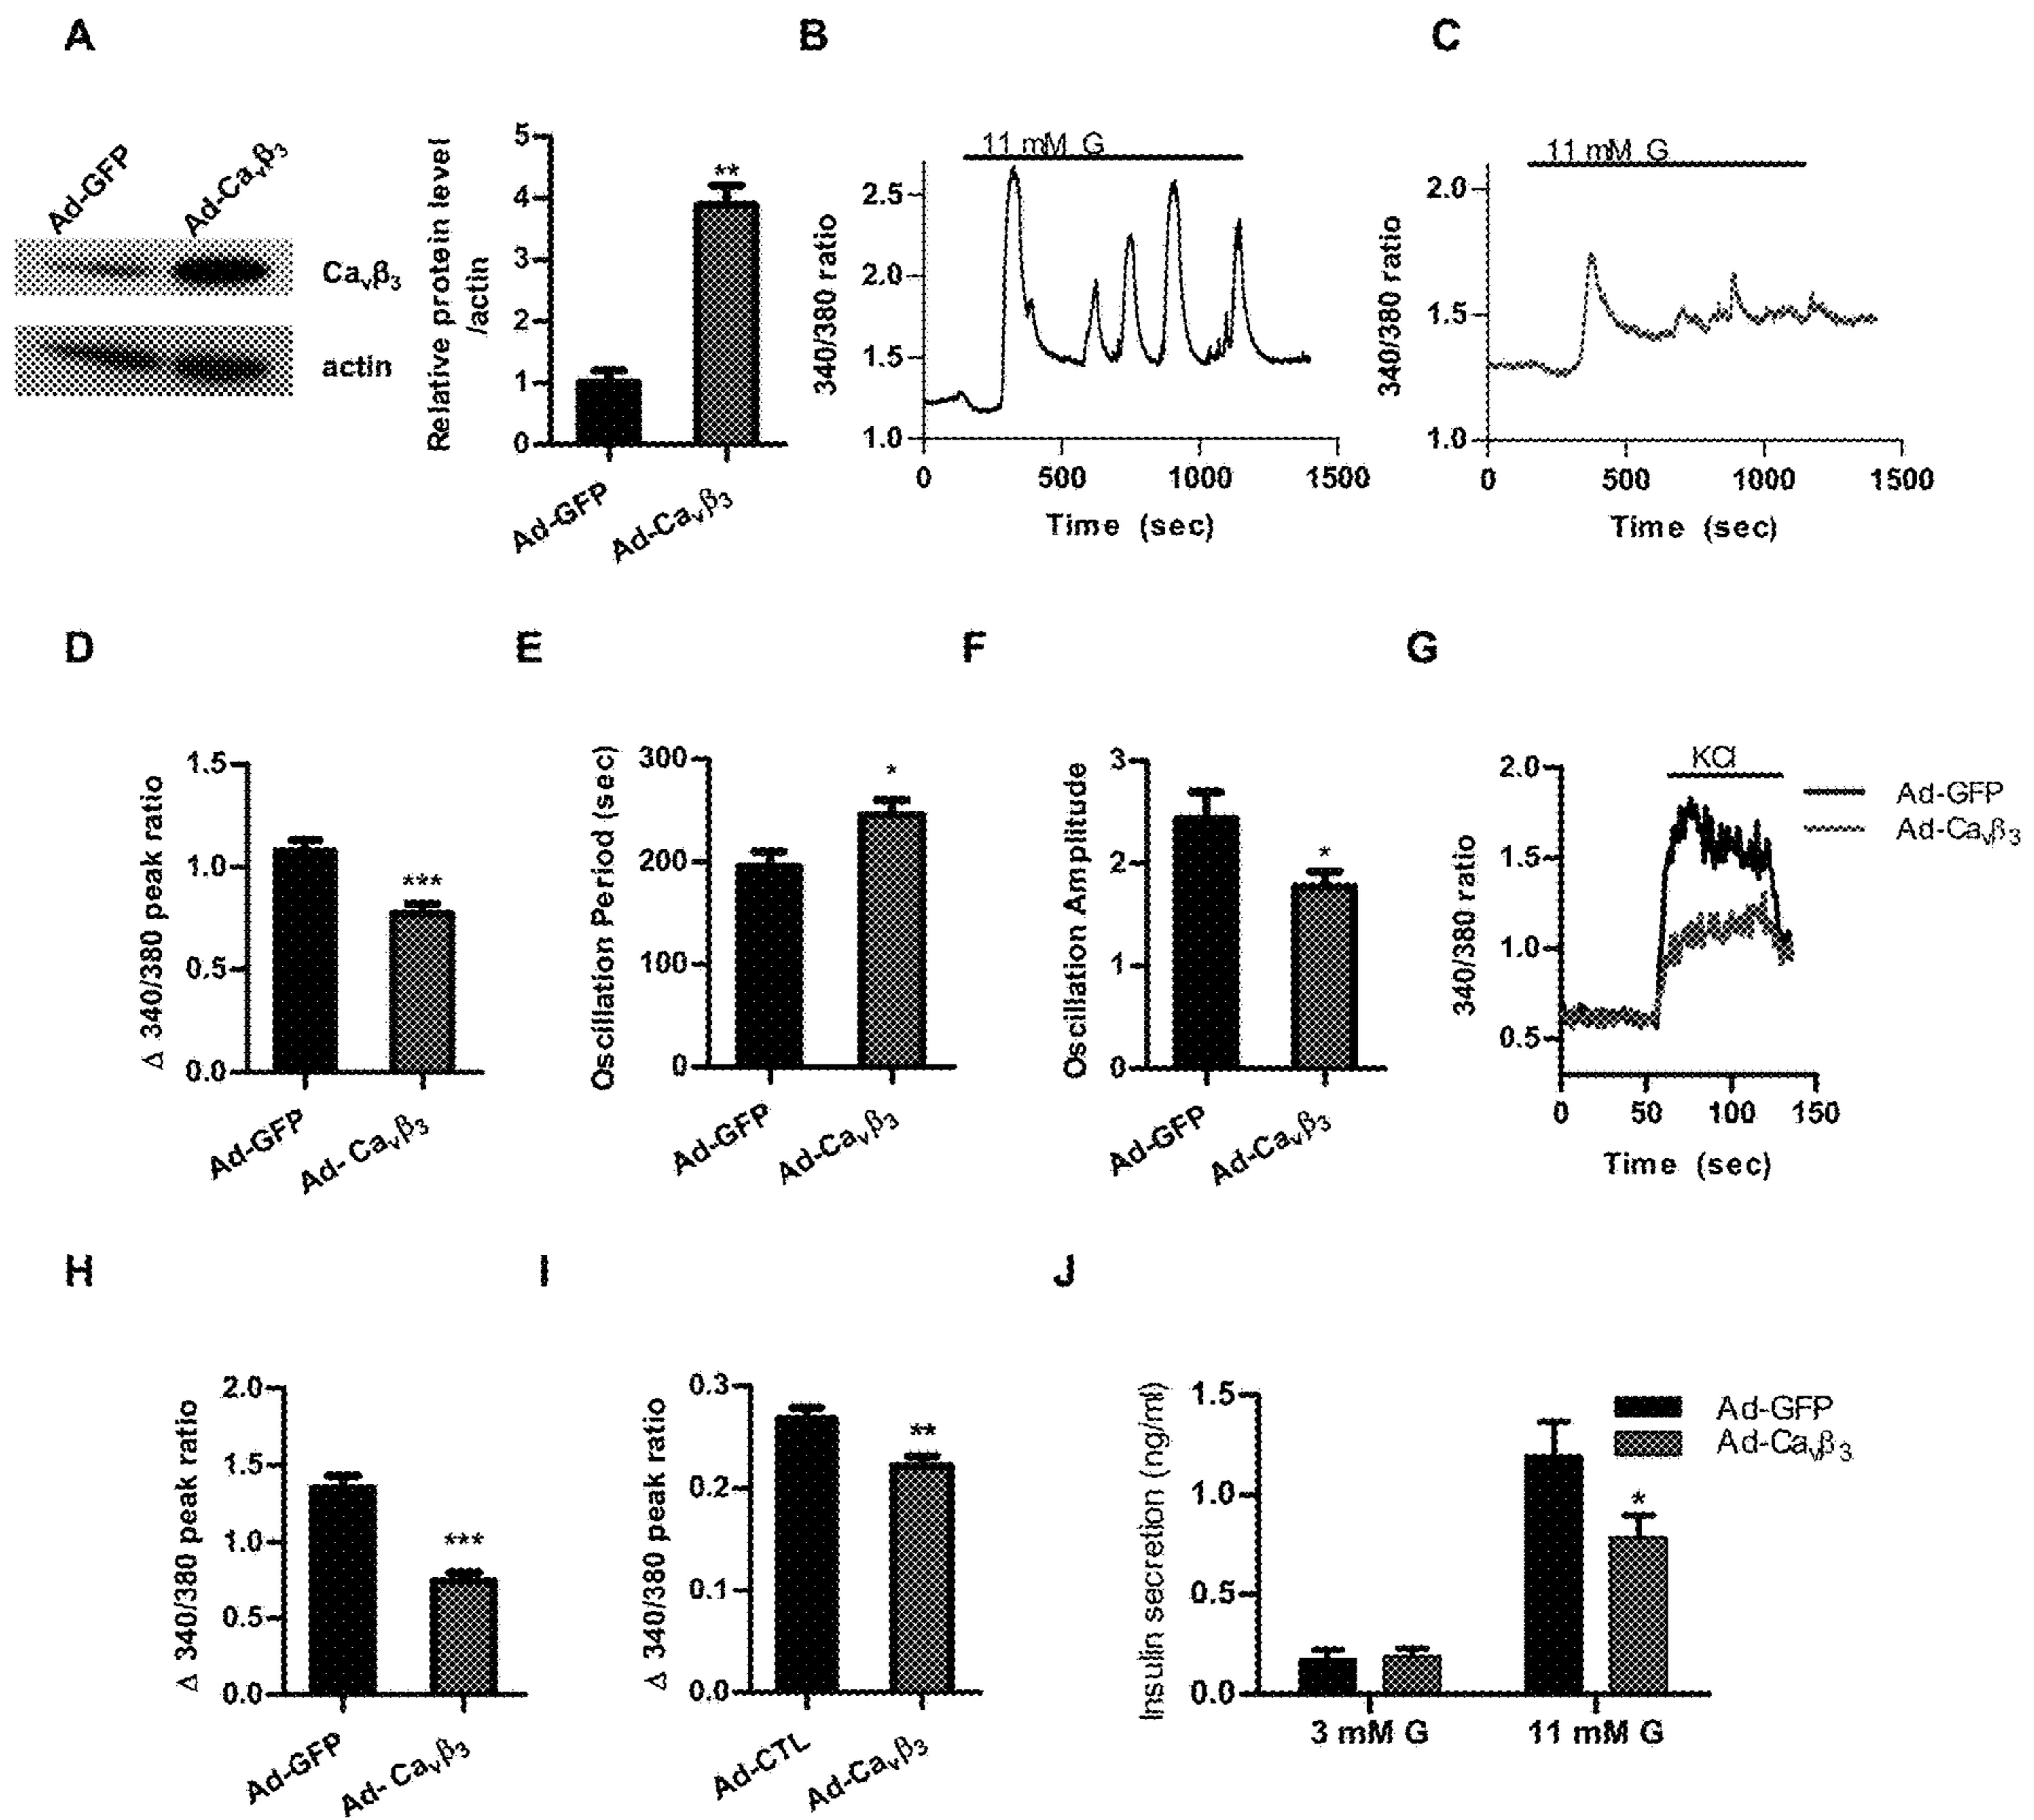 A
Ad-GFP
Ad-Caᵥβ₃
Caᵥβ₃
actin
Relative protein level
/actin
5
4
3
2
1
0
**
Ad-GFP
Ad-Caᵥβ₃
B
11 mM G
340/380 ratio
2.5
2.0
1.5
1.0
0
500
1000
1500
Time (sec)
C
11 mM G
340/380 ratio
2.0
1.5
1.0
0
500
1000
1500
Time (sec)
D
Δ 340/380 peak ratio
1.5
1.0
0.5
0.0
***
Ad-GFP
Ad- Caᵥβ₃
E
Oscillation Period (sec)
300
200
100
0
*
Ad-GFP
Ad-Caᵥβ₃
F
Oscillation Amplitude
3
2
1
0
*
Ad-GFP
Ad-Caᵥβ₃
G
340/380 ratio
2.0
1.5
1.0
0.5
KCl
Ad-GFP
Ad-Caᵥβ₃
0
50
100
150
Time (sec)
H
Δ 340/380 peak ratio
2.0
1.5
1.0
0.5
0.0
***
Ad-GFP
Ad- Caᵥβ₃
I
Δ 340/380 peak ratio
0.3
0.2
0.1
0.0
**
Ad-CTL
Ad-Caᵥβ₃
J
Insulin secretion (ng/ml)
1.5
1.0
0.5
0.0
Ad-GFP
Ad-Caᵥβ₃
*
3 mM G
11 mM G